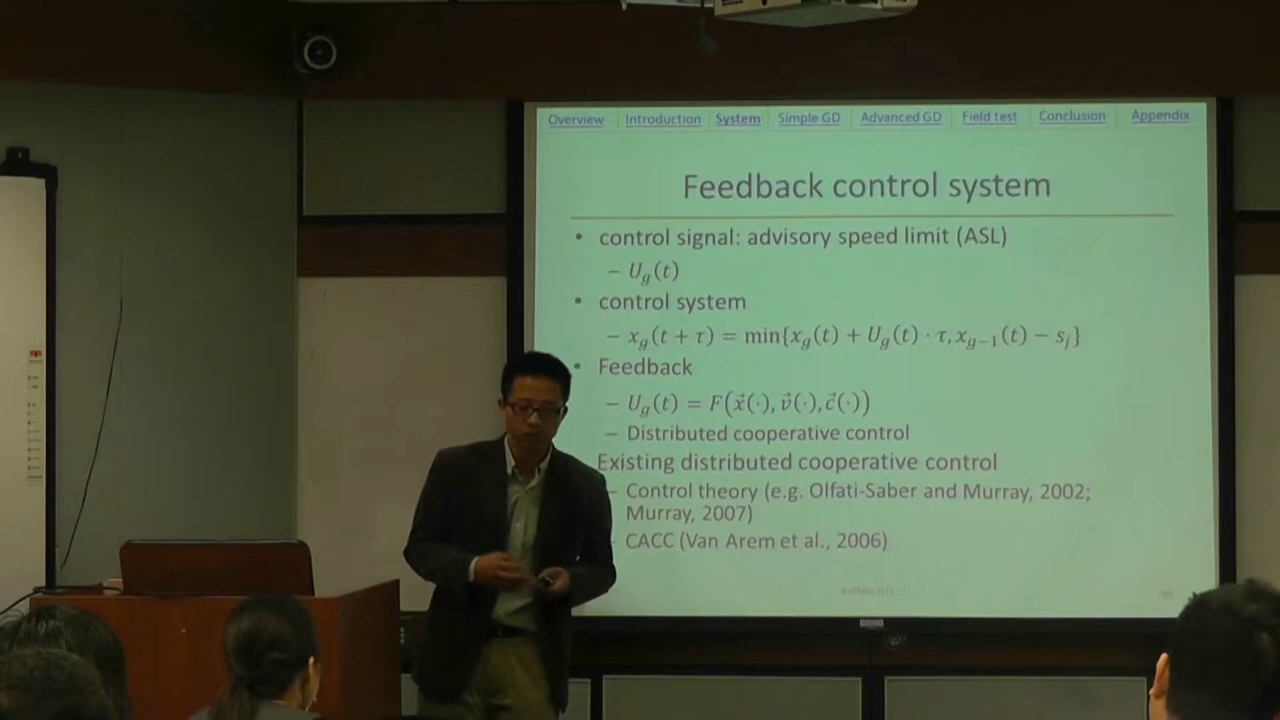 Overview Introduction System Simple GD Advanced GD Field test Conclusion Appendix
Feedback control system
• control signal: advisory speed limit (ASL)
– U_g(t)
• control system
– x_g(t + τ) = min{x_g(t) + U_g(t) · τ, x_{g−1}(t) − s_j}
• Feedback
– U_g(t) = F(x⃗(·), v⃗(·), c⃗(·))
– Distributed cooperative control
Existing distributed cooperative control
– Control theory (e.g. Olfati-Saber and Murray, 2002;
Murray, 2007)
– CACC (Van Arem et al., 2006)